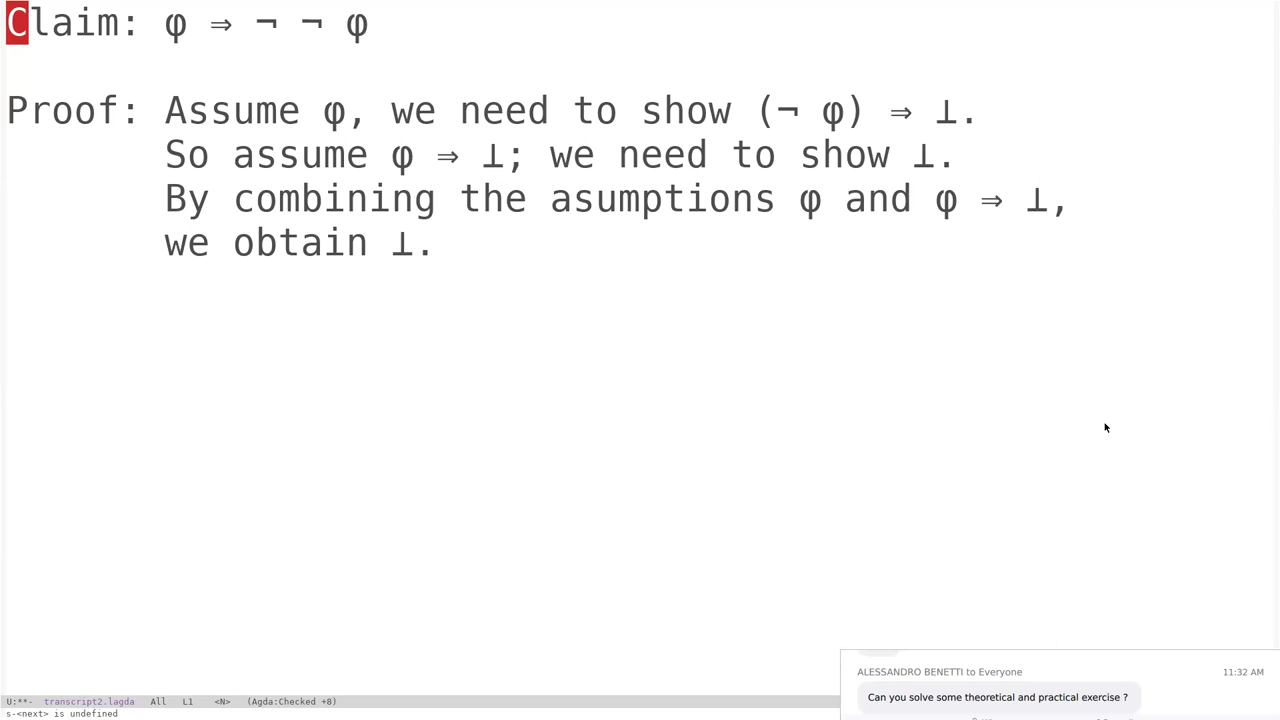 Claim: φ ⇒ ¬ ¬ φ
Proof: Assume φ, we need to show (¬ φ) ⇒ ⊥.
So assume φ ⇒ ⊥; we need to show ⊥.
By combining the asumptions φ and φ ⇒ ⊥,
we obtain ⊥.
ALESSANDRO BENETTI to Everyone 11:32 AM
Can you solve some theoretical and practical exercise ?
U:**- transcript2.lagda All L1 <N> (Agda:Checked +8)
s-<next> is undefined